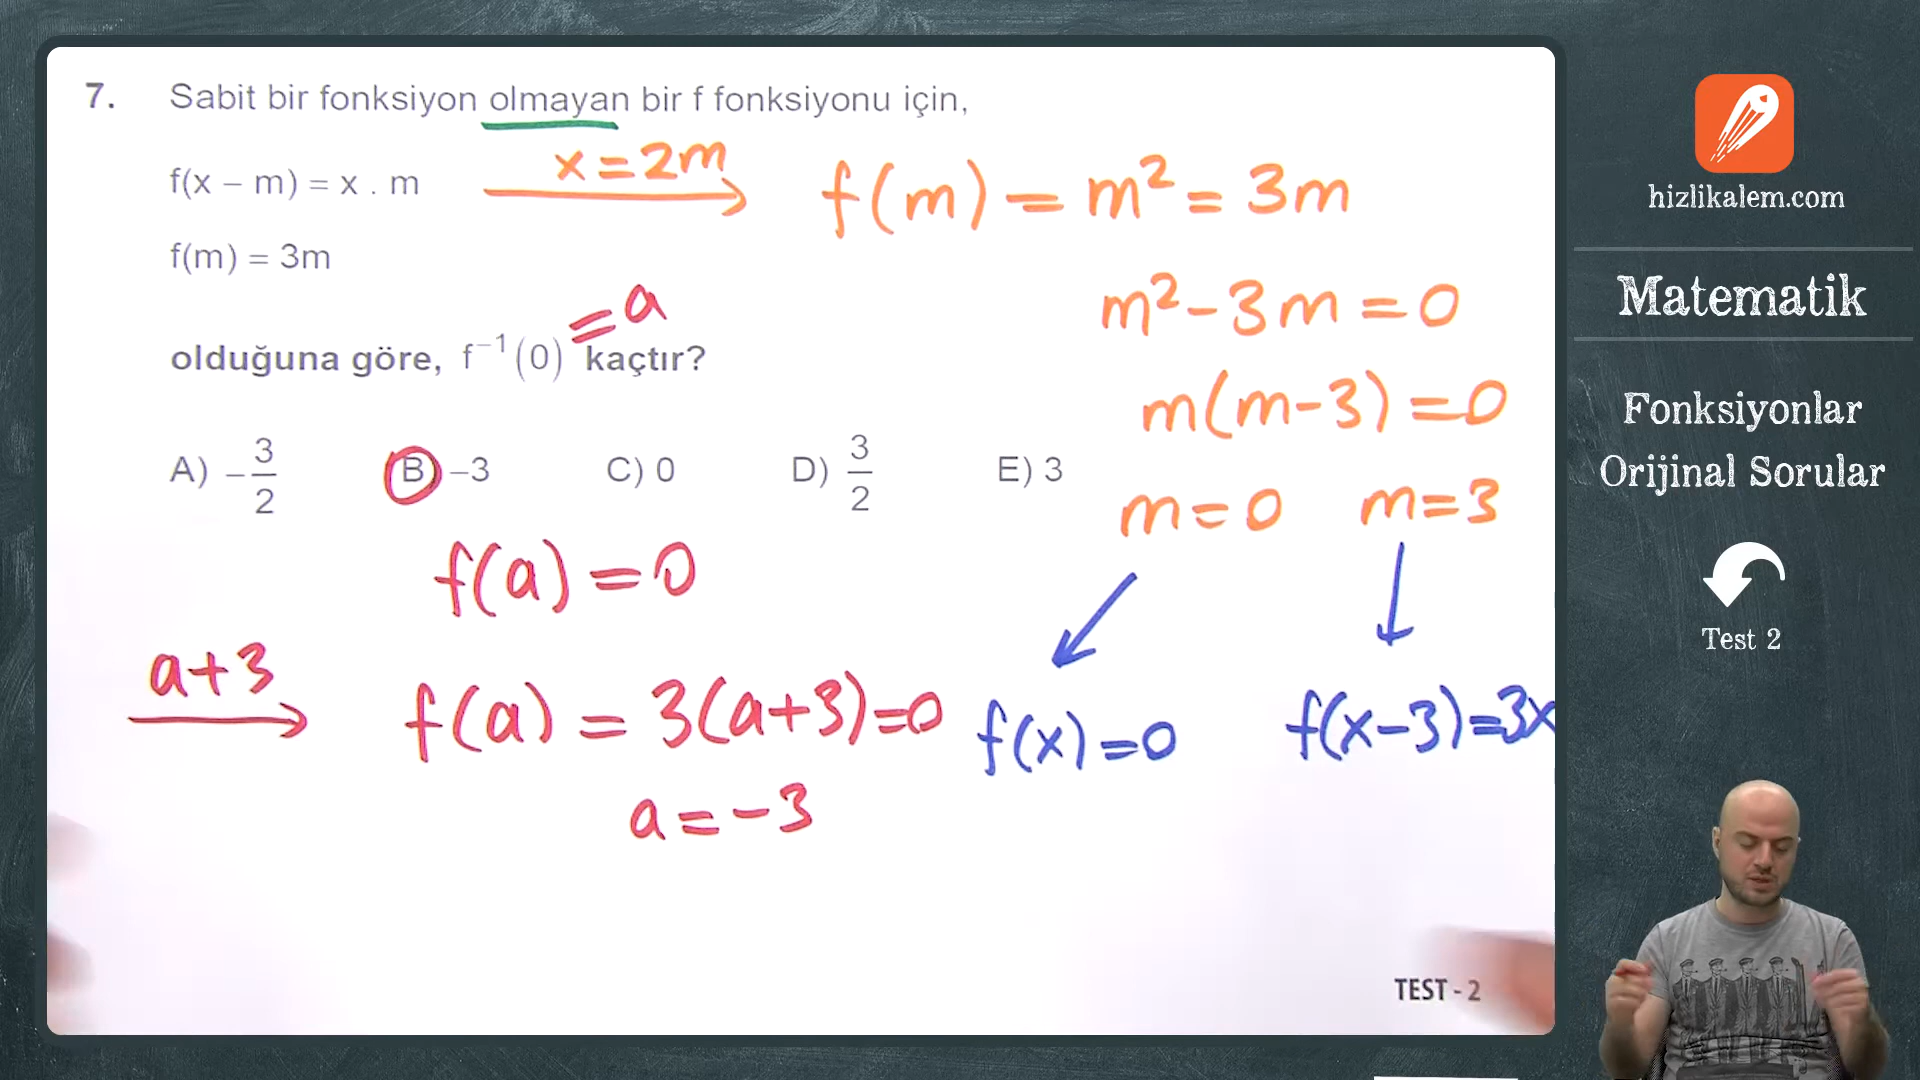 7. Sabit bir fonksiyon olmayan bir f fonksiyonu için,
f(x – m) = x . m
x=2m
f(m) = m² = 3m
f(m) = 3m
m²-3m=0
=a
olduğuna göre, f⁻¹(0) kaçtır?
m(m-3)=0
A) -3/2 B) –3 C) 0 D) 3/2 E) 3
m=0 m=3
f(a)=0
a+3
f(a) = 3(a+3)=0
f(x)=0
f(x-3)=3x
a=-3
TEST - 2
hizlikalem.com
Matematik
Fonksiyonlar
Orijinal Sorular
Test 2